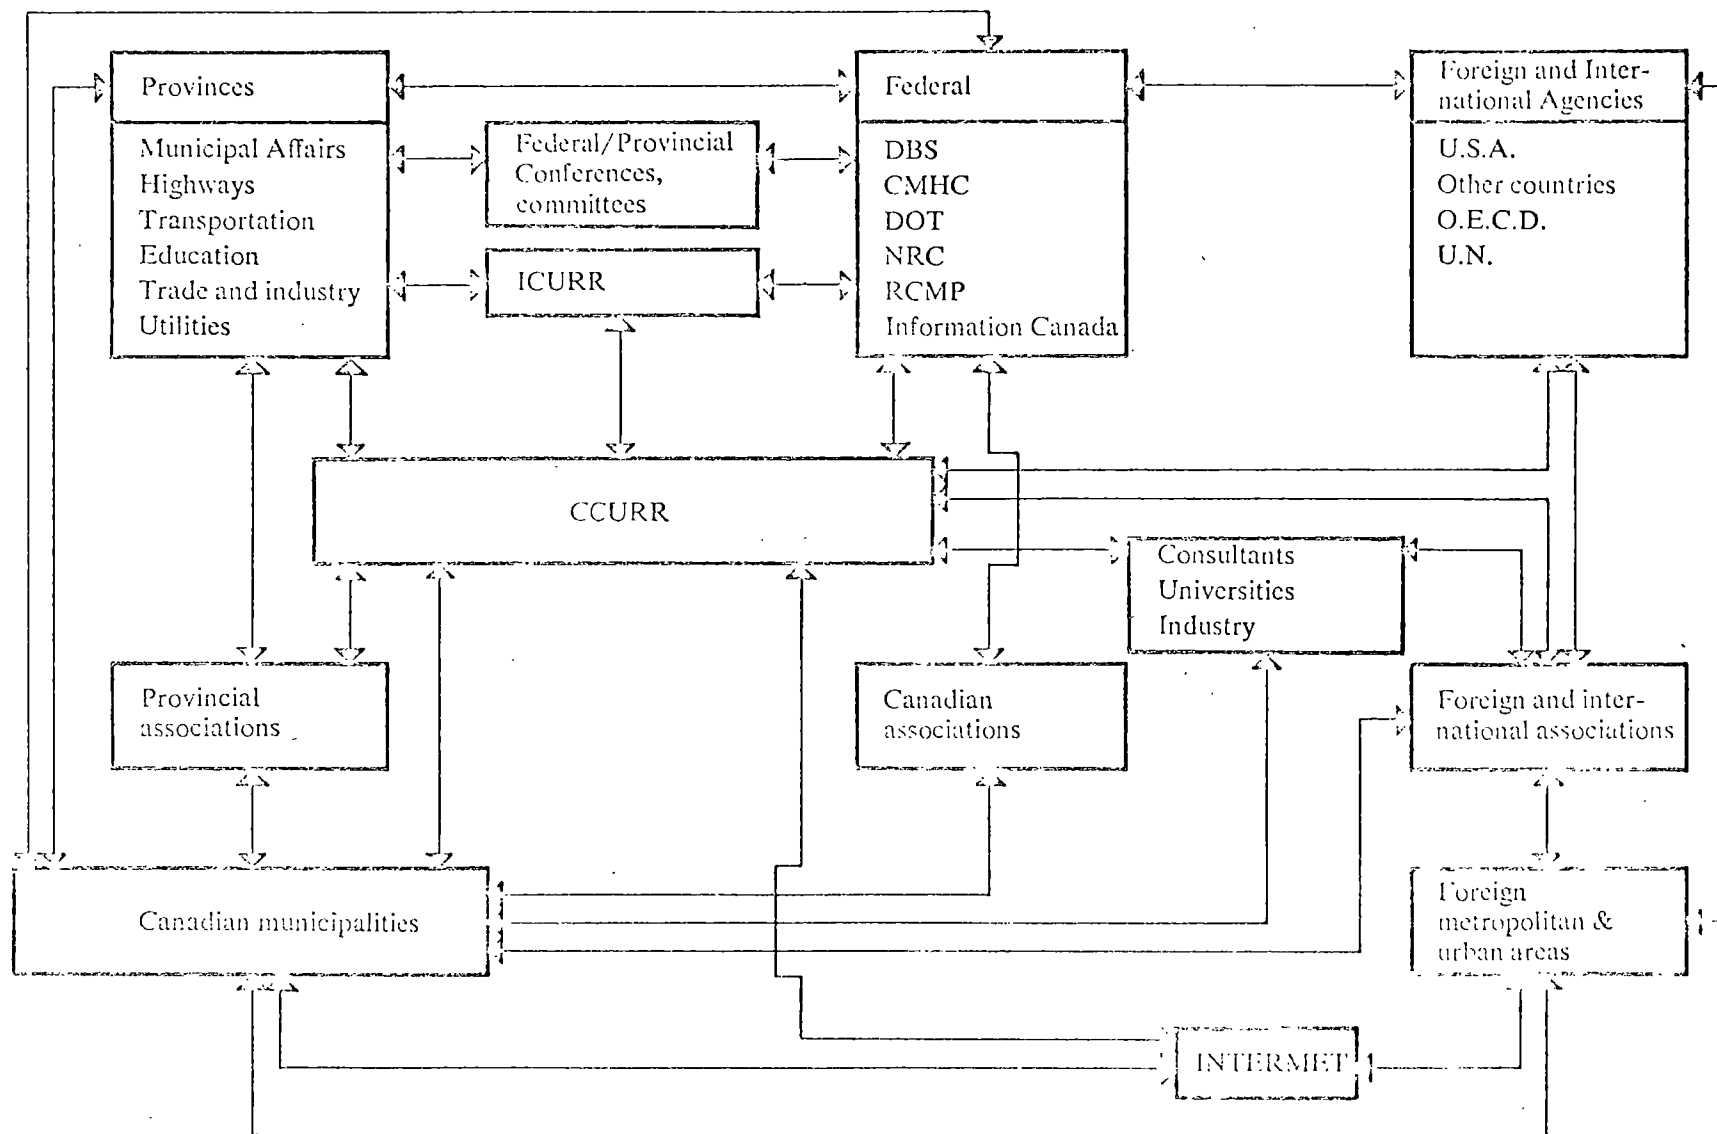 Provinces
Municipal Affairs
Highways
Transportation
Education
Trade and industry
Utilities
Federal/Provincial
Conferences,
committees
ICURR
Federal
DBS
CMHC
DOT
NRC
RCMP
Information Canada
Foreign and Inter-
national Agencies
U.S.A.
Other countries
O.E.C.D.
U.N.
CCURR
Consultants
Universities
Industry
Provincial
associations
Canadian
associations
Foreign and inter-
national associations
Canadian municipalities
Foreign
metropolitan &
urban areas
INTERMET